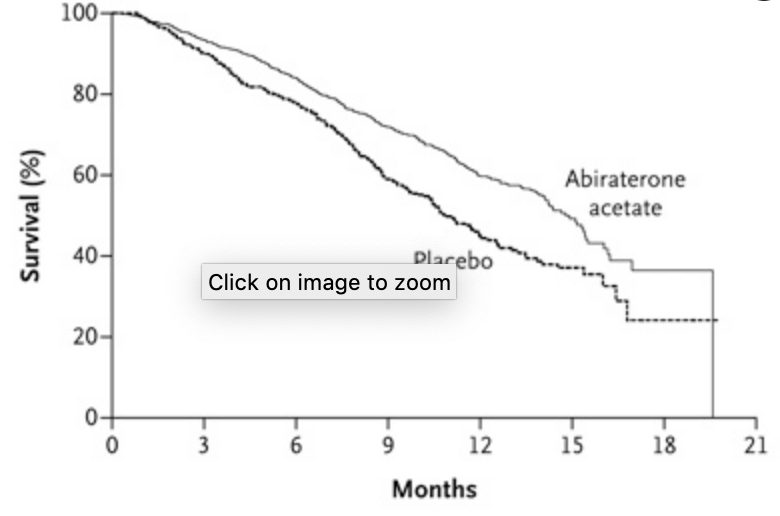 100
80
60
40
20
0
Survival (%)
Abiraterone
acetate
Placebo
Click on image to zoom
0 3 6 9 12 15 18 21
Months